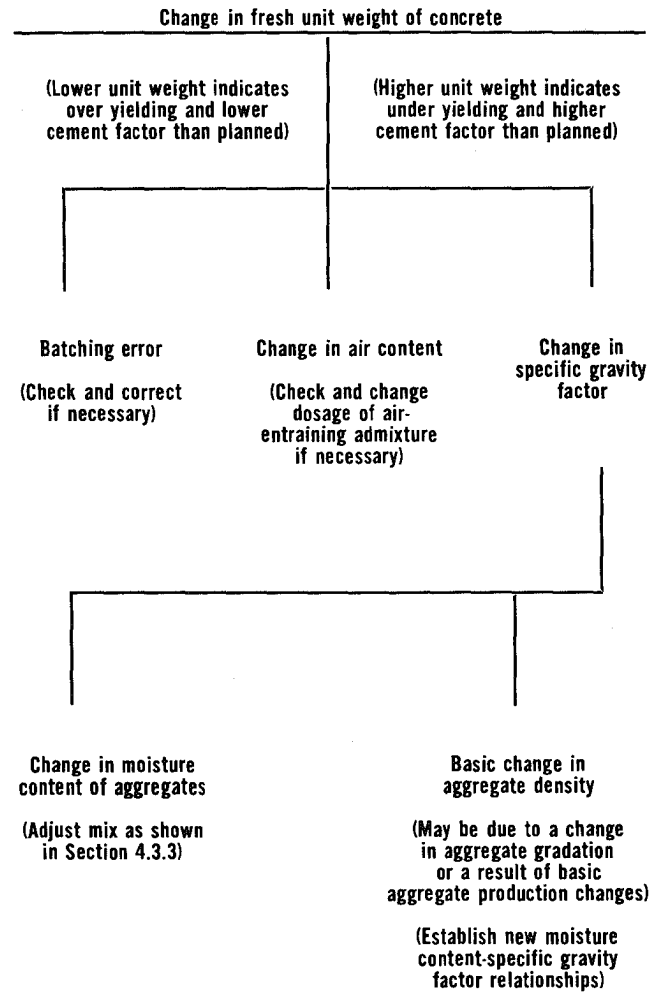 Change in fresh unit weight of concrete
(Lower unit weight indicates
over yielding and lower
cement factor than planned)
(Higher unit weight indicates
under yielding and higher
cement factor than planned)
Batching error
(Check and correct
if necessary)
Change in air content
(Check and change
dosage of air-
entraining admixture
if necessary)
Change in
specific gravity
factor
Change in moisture
content of aggregates
(Adjust mix as shown
in Section 4.3.3)
Basic change in
aggregate density
(May be due to a change
in aggregate gradation
or a result of basic
aggregate production changes)
(Establish new moisture
content-specific gravity
factor relationships)